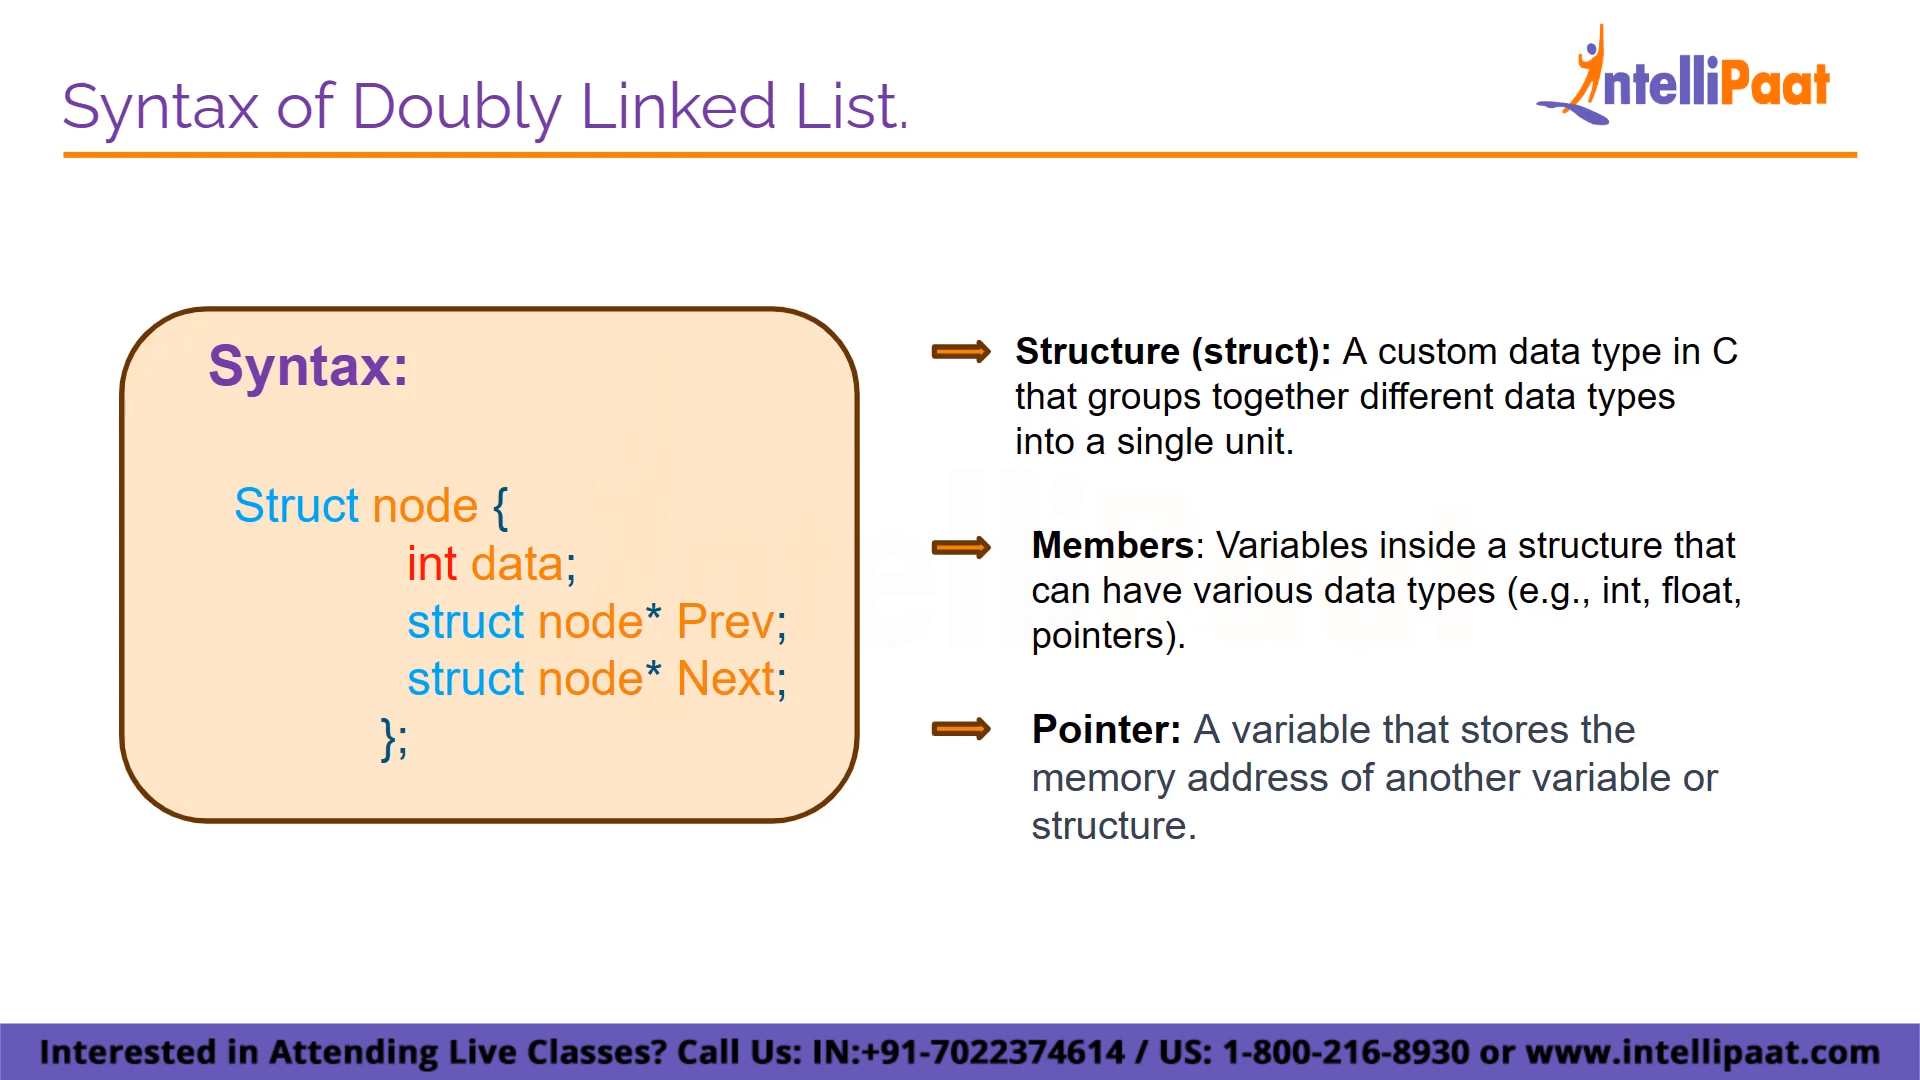 Syntax of Doubly Linked List.
IntelliPaat
Syntax:
Struct node {
int data;
struct node* Prev;
struct node* Next;
};
Structure (struct): A custom data type in C
that groups together different data types
into a single unit.
Members: Variables inside a structure that
can have various data types (e.g., int, float,
pointers).
Pointer: A variable that stores the
memory address of another variable or
structure.
Interested in Attending Live Classes? Call Us: IN:+91-7022374614 / US: 1-800-216-8930 or www.intellipaat.com